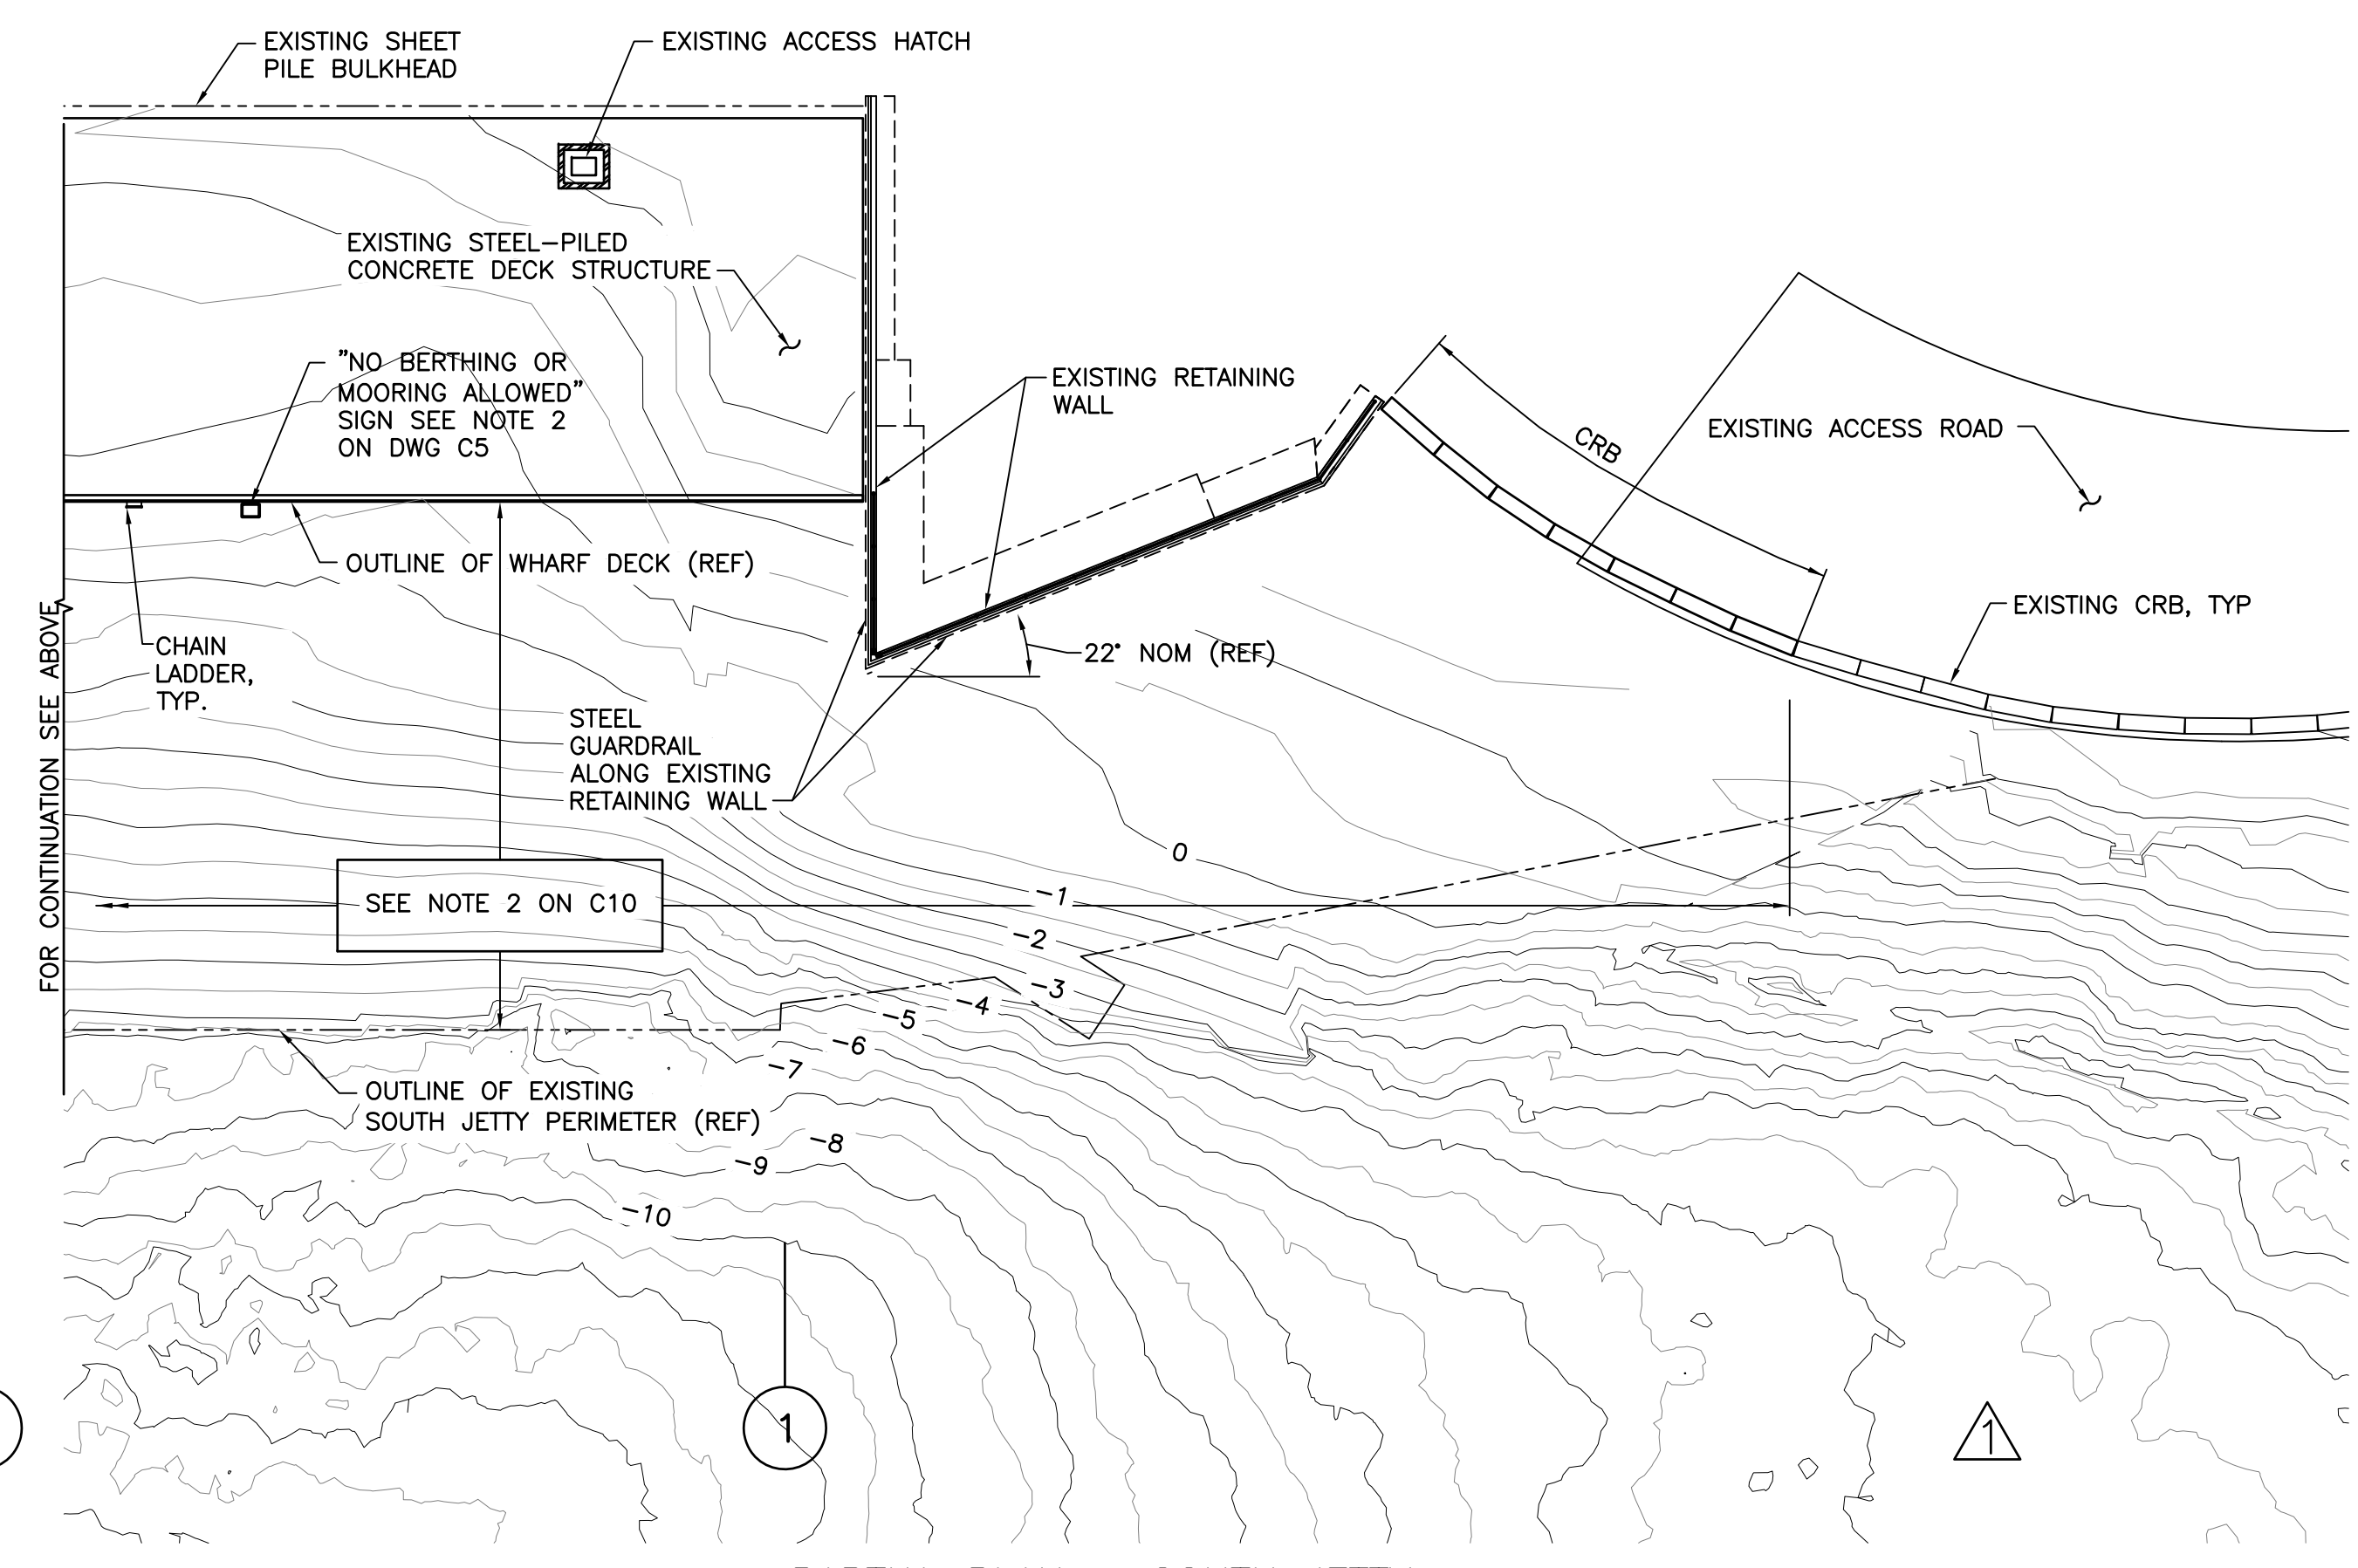 EXISTING SHEET
PILE BULKHEAD
EXISTING ACCESS HATCH
EXISTING STEEL-PILED
CONCRETE DECK STRUCTURE
"NO BERTHING OR
MOORING ALLOWED"
SIGN SEE NOTE 2
ON DWG C5
EXISTING RETAINING
WALL
CRB
EXISTING ACCESS ROAD
OUTLINE OF WHARF DECK (REF)
EXISTING CRB, TYP
22° NOM (REF)
CHAIN
LADDER,
TYP.
FOR CONTINUATION SEE ABOVE
STEEL
GUARDRAIL
ALONG EXISTING
RETAINING WALL
SEE NOTE 2 ON C10
0
-1
-2
-3
-4
-5
-6
-7
-8
-9
-10
OUTLINE OF EXISTING
SOUTH JETTY PERIMETER (REF)
1
1